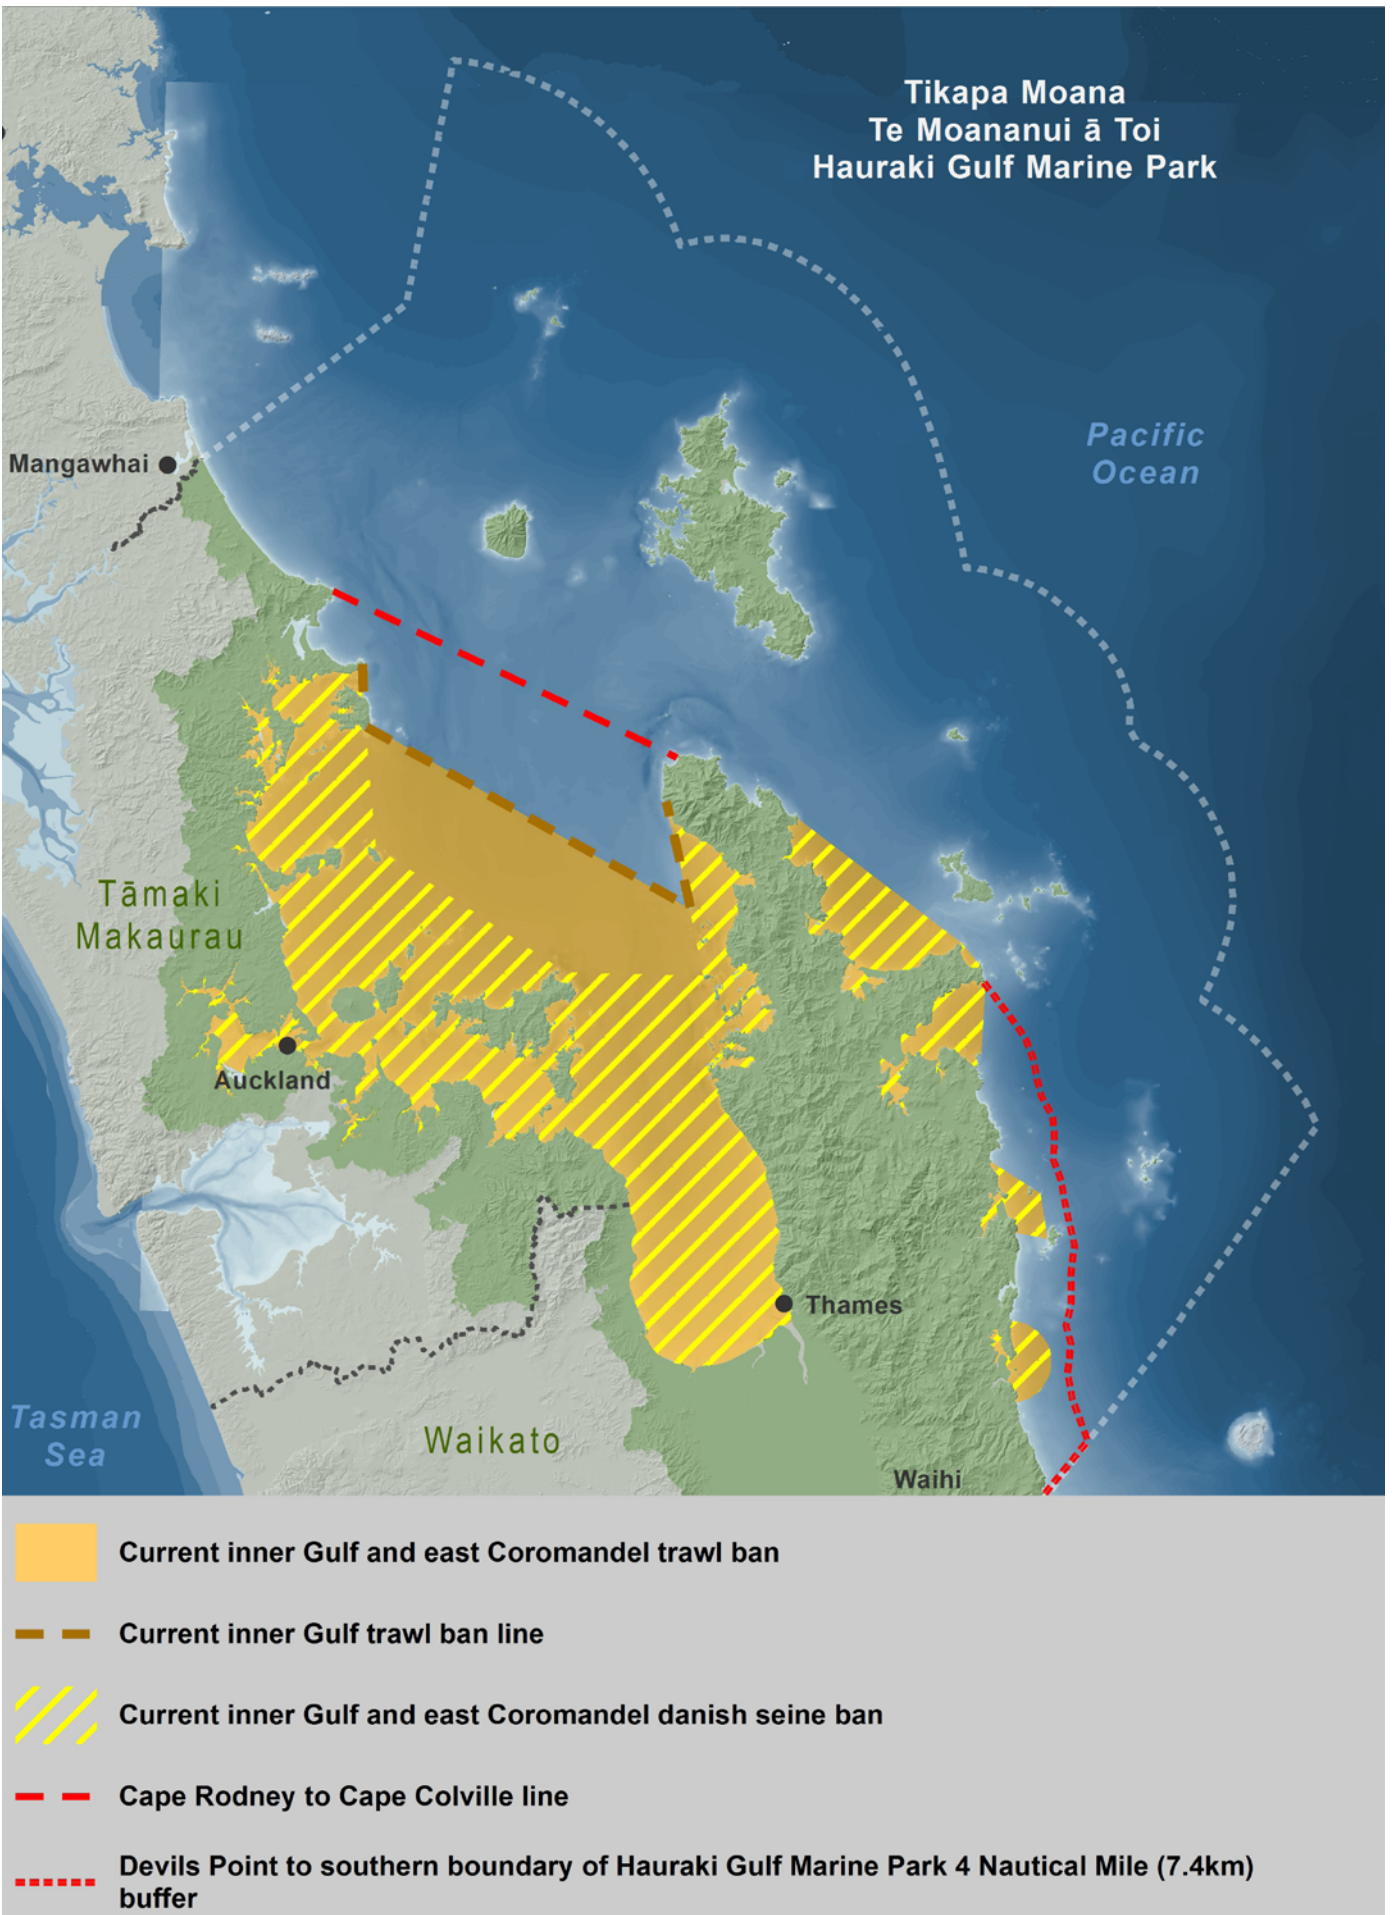 Tikapa Moana
Te Moananui ā Toi
Hauraki Gulf Marine Park
Pacific
Ocean
Mangawhai
Tāmaki
Makaurau
Auckland
Thames
Tasman
Sea
Waikato
Waihi
Current inner Gulf and east Coromandel trawl ban
Current inner Gulf trawl ban line
Current inner Gulf and east Coromandel danish seine ban
Cape Rodney to Cape Colville line
Devils Point to southern boundary of Hauraki Gulf Marine Park 4 Nautical Mile (7.4km)
buffer